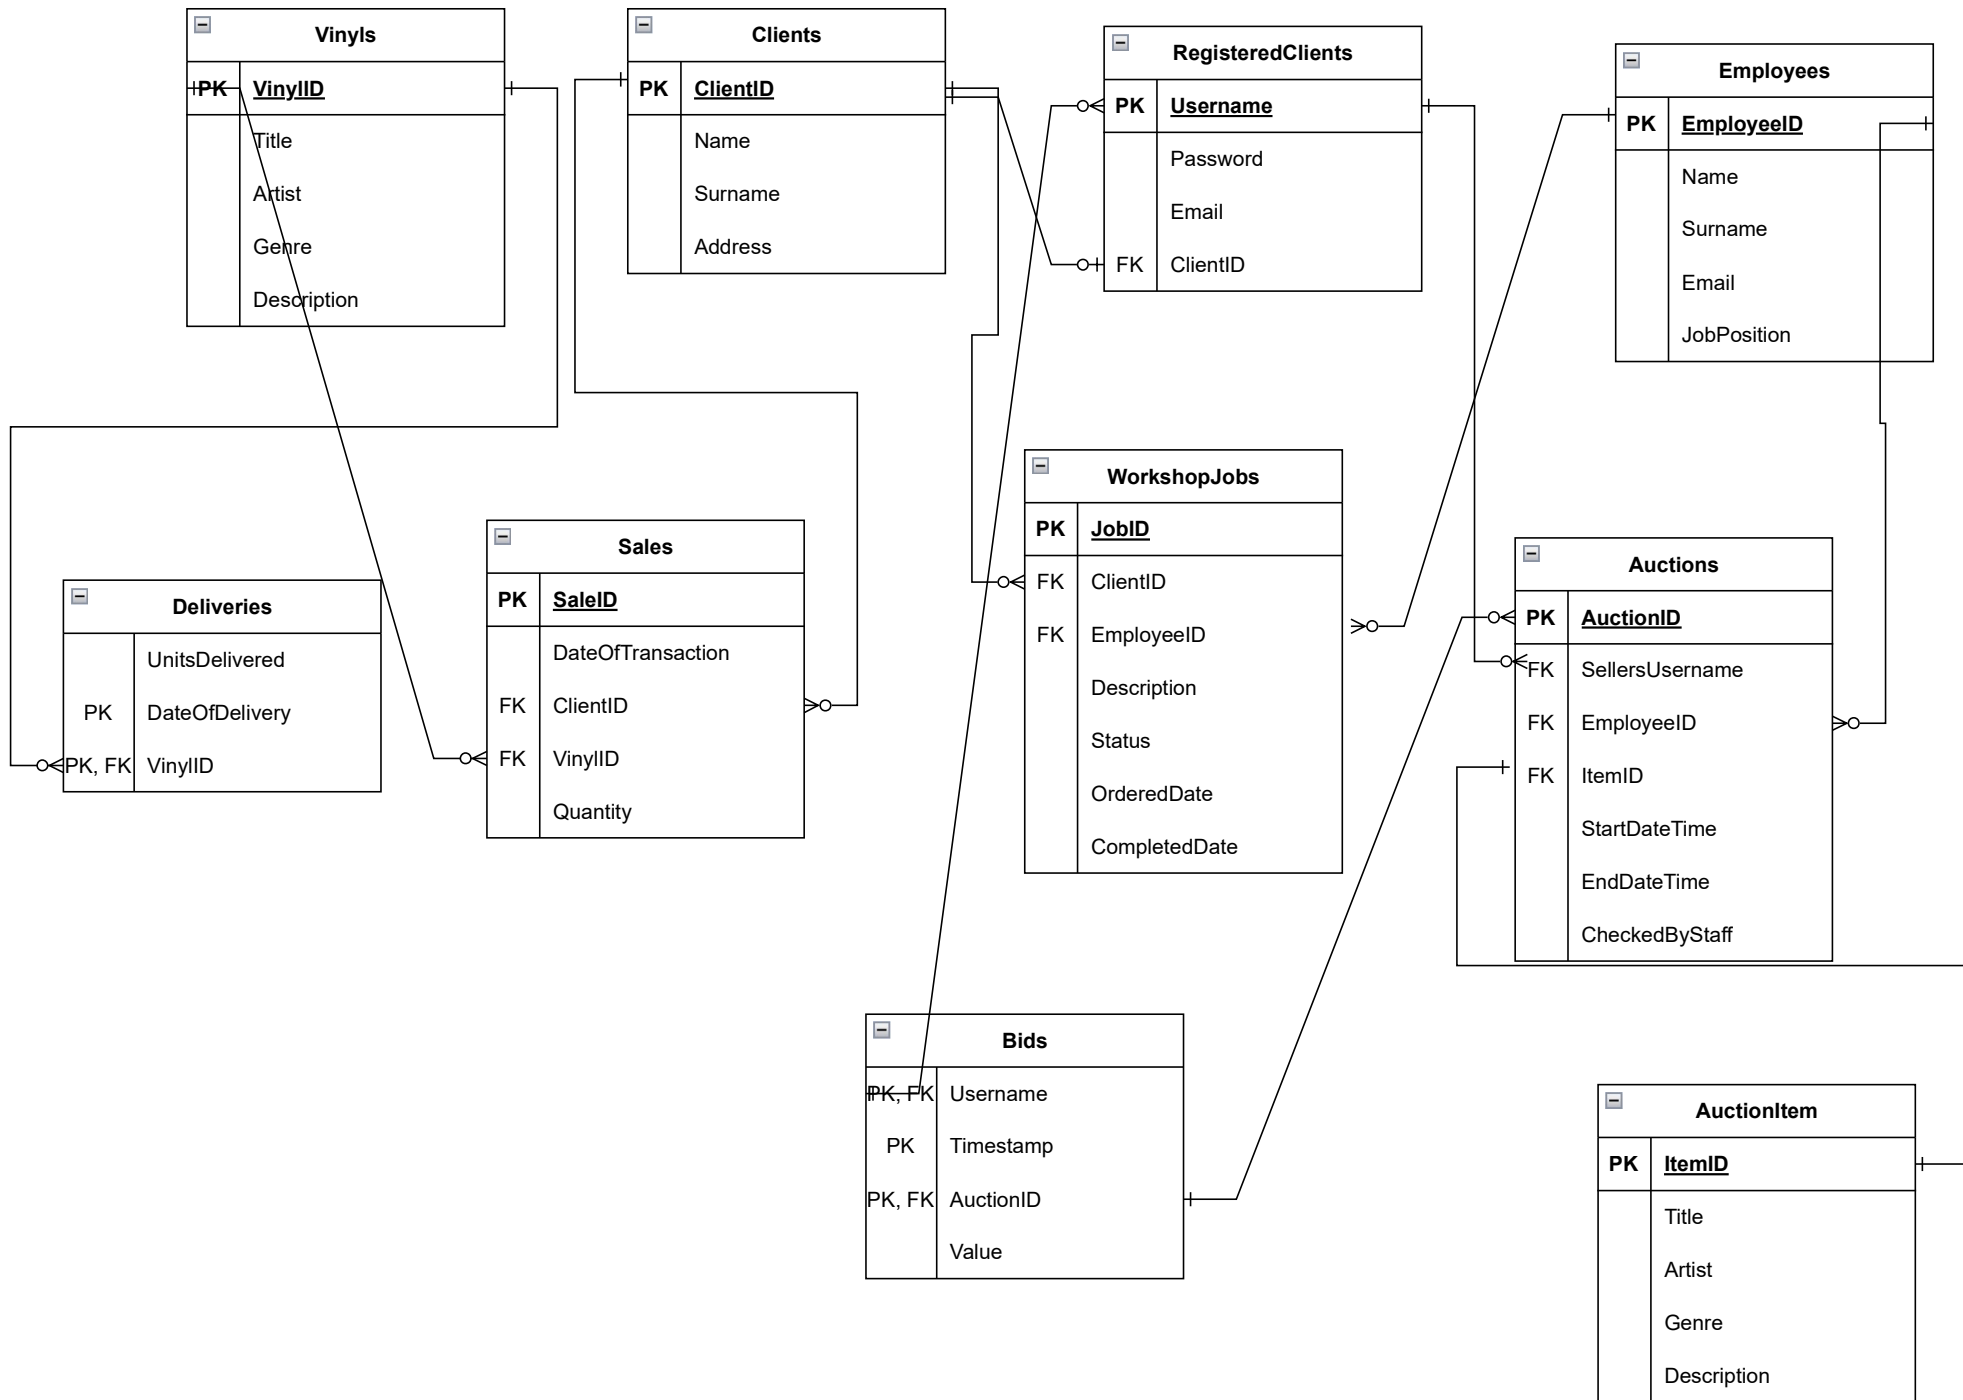 Vinyls
PK VinylID
Title
Artist
Genre
Description
Clients
PK ClientID
Name
Surname
Address
RegisteredClients
PK Username
Password
Email
FK ClientID
Employees
PK EmployeeID
Name
Surname
Email
JobPosition
Deliveries
UnitsDelivered
PK DateOfDelivery
PK, FK VinylID
Sales
PK SaleID
DateOfTransaction
FK ClientID
FK VinylID
Quantity
WorkshopJobs
PK JobID
FK ClientID
FK EmployeeID
Description
Status
OrderedDate
CompletedDate
Auctions
PK AuctionID
FK SellersUsername
FK EmployeeID
FK ItemID
StartDateTime
EndDateTime
CheckedByStaff
Bids
PK, FK Username
PK Timestamp
PK, FK AuctionID
Value
AuctionItem
PK ItemID
Title
Artist
Genre
Description